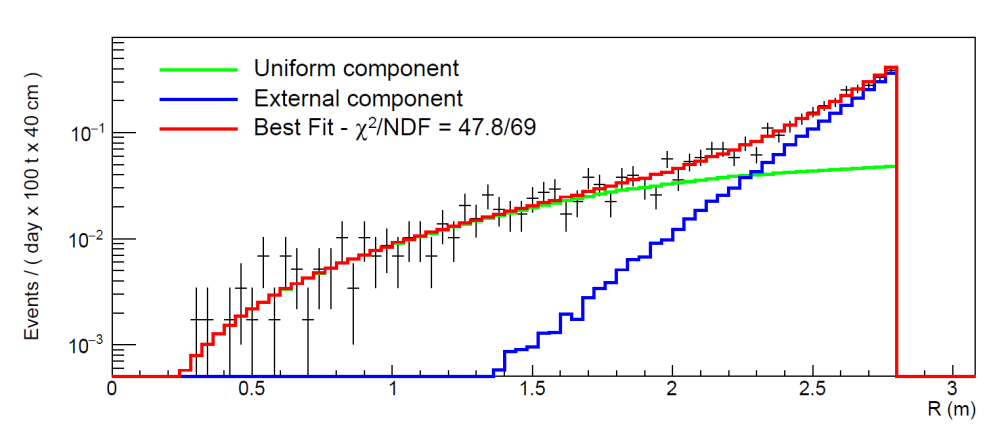 Uniform component
External component
Best Fit - χ²/NDF = 47.8/69
Events / ( day x 100 t x 40 cm )
10⁻¹
10⁻²
10⁻³
0 0.5 1 1.5 2 2.5 3
R (m)